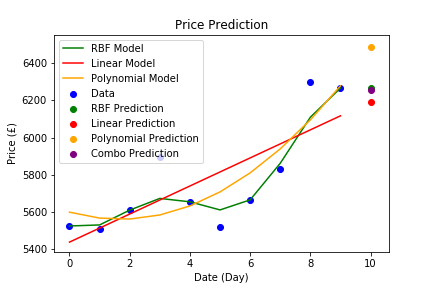 Price Prediction
RBF Model
Linear Model
Polynomial Model
Data
RBF Prediction
Linear Prediction
Polynomial Prediction
Combo Prediction
6400
6200
6000
5800
5600
5400
Price (£)
0 2 4 6 8 10
Date (Day)